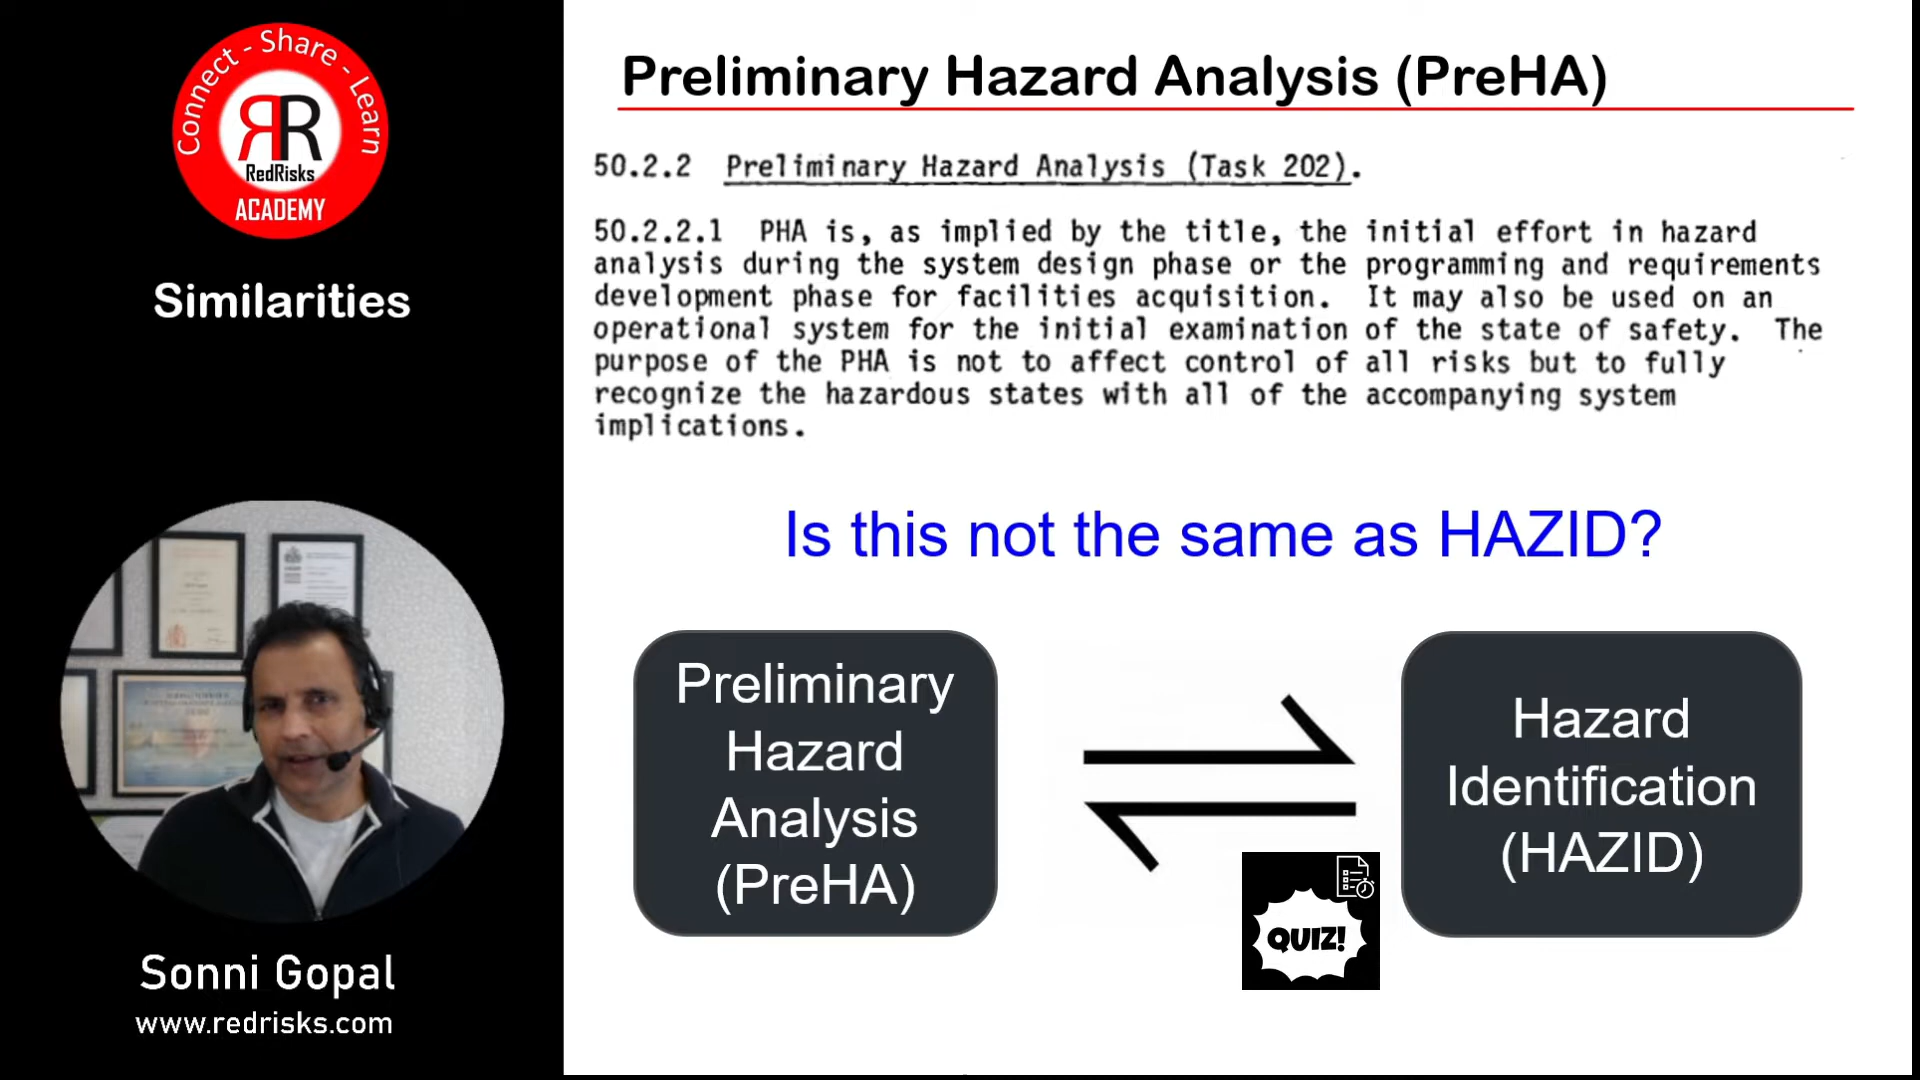 Connect - Share - Learn
RR
RedRisks
ACADEMY
Similarities
Sonni Gopal
www.redrisks.com
Preliminary Hazard Analysis (PreHA)
50.2.2 Preliminary Hazard Analysis (Task 202).
50.2.2.1 PHA is, as implied by the title, the initial effort in hazard
analysis during the system design phase or the programming and requirements
development phase for facilities acquisition. It may also be used on an
operational system for the initial examination of the state of safety. The
purpose of the PHA is not to affect control of all risks but to fully
recognize the hazardous states with all of the accompanying system
implications.
Is this not the same as HAZID?
Preliminary
Hazard
Analysis
(PreHA)
Hazard
Identification
(HAZID)
QUIZ!